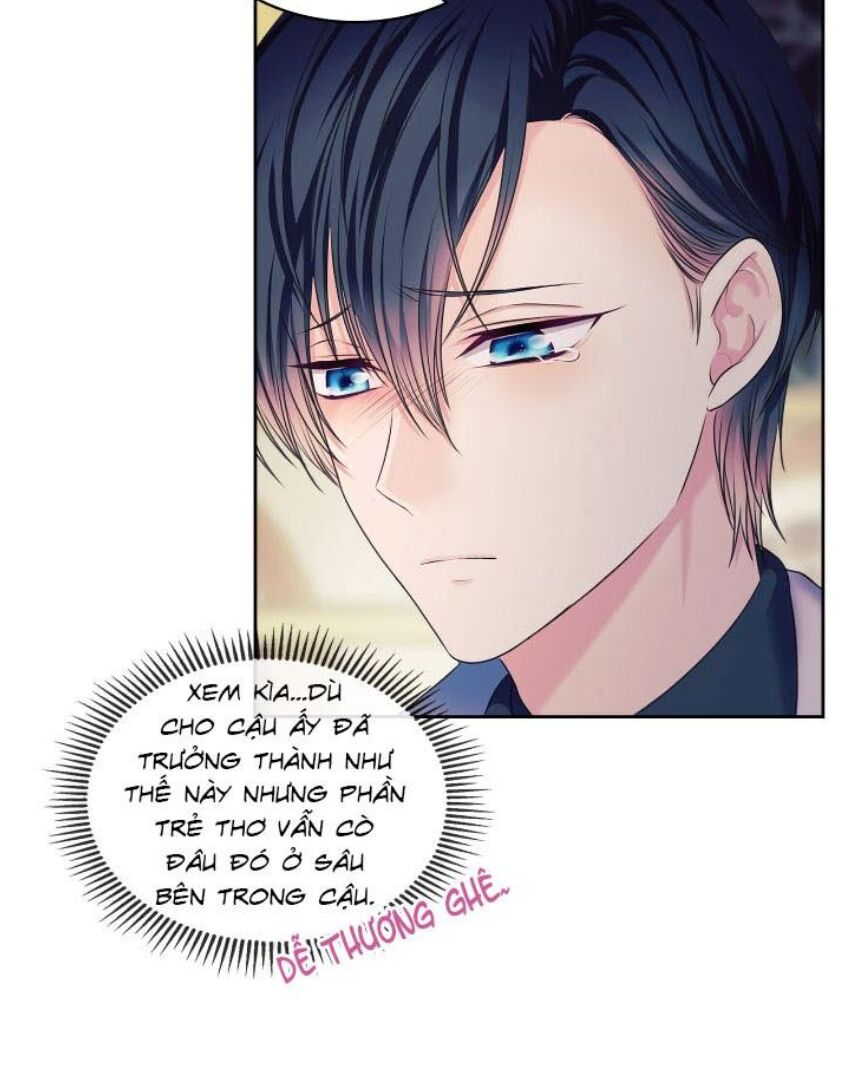 XEM KÌA...DÙ
CHO CẬU ẤY ĐÃ
TRƯỞNG THÀNH NHƯ
THẾ NÀY NHƯNG PHẦN
TRẺ THƠ VẪN CÒ
ĐÂU ĐÓ Ở SÂU
BÊN TRONG CẬU.
DỄ THƯƠNG GHÊ~